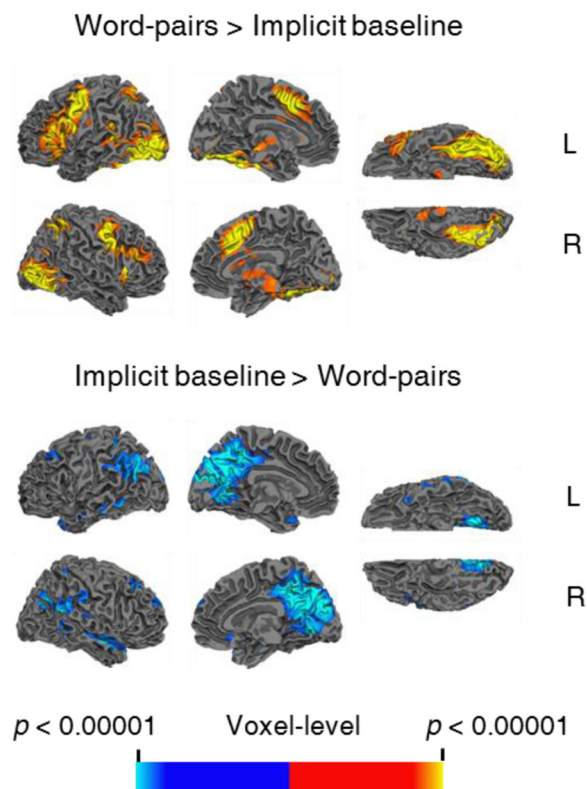 Word-pairs > Implicit baseline
L
R
Implicit baseline > Word-pairs
L
R
p < 0.00001 Voxel-level p < 0.00001